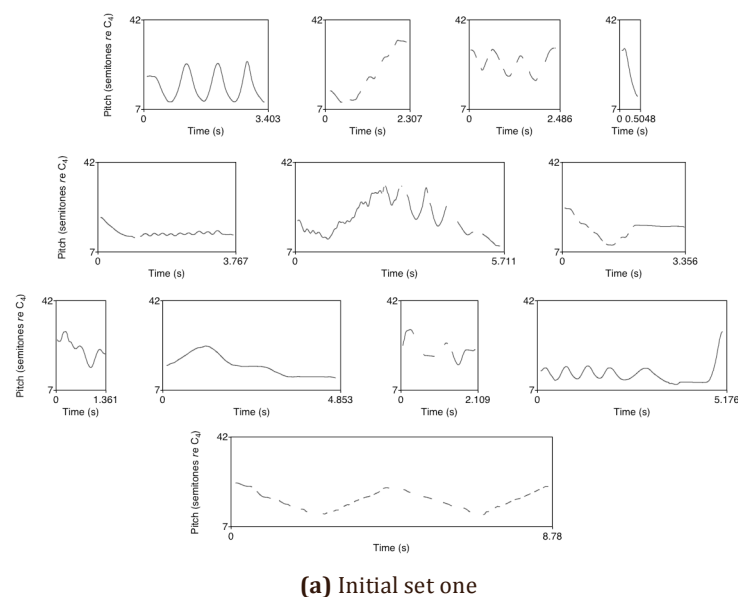 Pitch (semitones re C4)
42
7
0
3.403
Time (s)
42
7
0
2.307
Time (s)
42
7
0
2.486
Time (s)
42
7
0
0.5048
Time (s)
Pitch (semitones re C4)
42
7
0
3.767
Time (s)
42
7
0
5.711
Time (s)
42
7
0
3.356
Time (s)
Pitch (semitones re C4)
42
7
0
1.361
Time (s)
42
7
0
4.853
Time (s)
42
7
0
2.109
Time (s)
42
7
0
5.176
Time (s)
Pitch (semitones re C4)
42
7
0
8.78
Time (s)
(a) Initial set one